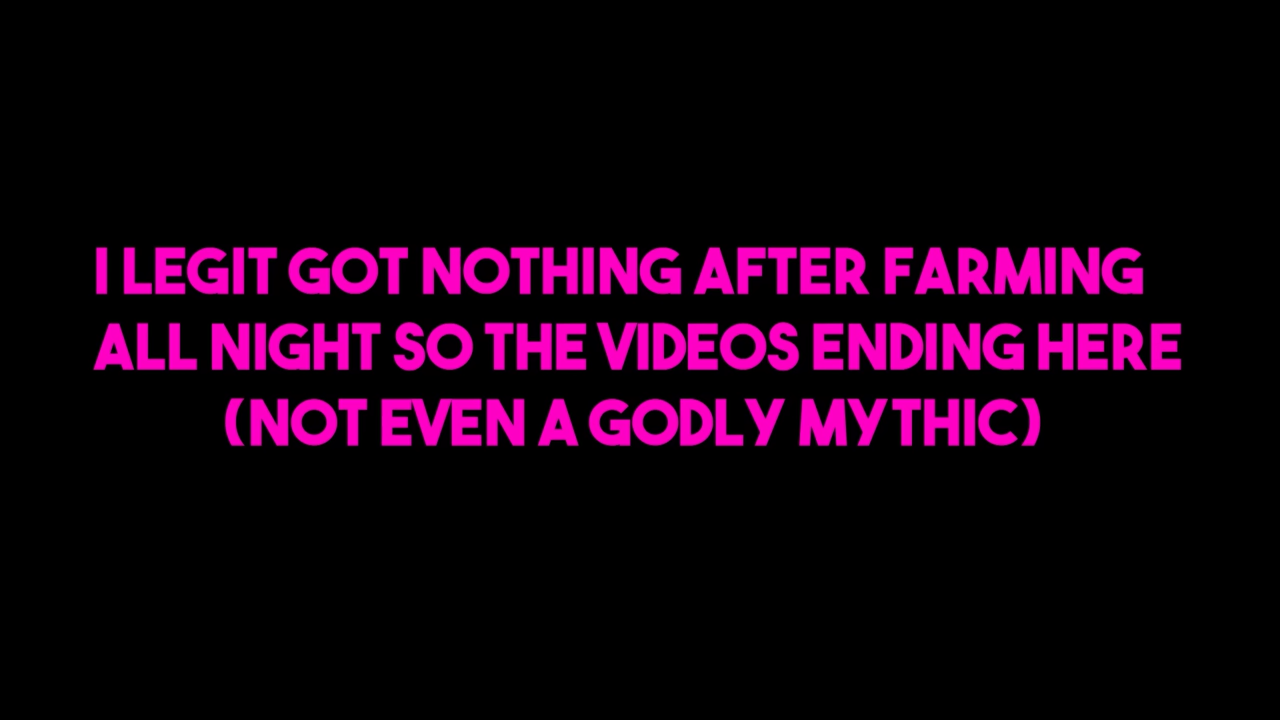 I LEGIT GOT NOTHING AFTER FARMING
ALL NIGHT SO THE VIDEOS ENDING HERE
(NOT EVEN A GODLY MYTHIC)